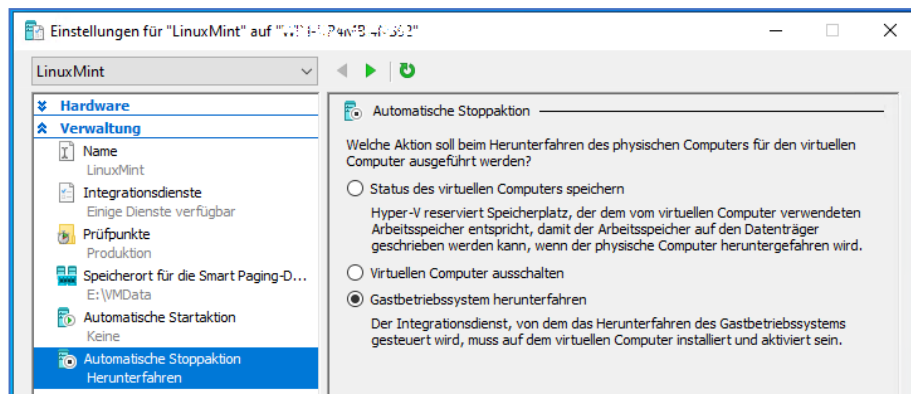 Einstellungen für "LinuxMint" auf
LinuxMint
Hardware
Verwaltung
Name
LinuxMint
Integrationsdienste
Einige Dienste verfügbar
Prüfpunkte
Produktion
Speicherort für die Smart Paging-D...
E:\VMData
Automatische Startaktion
Keine
Automatische Stoppaktion
Herunterfahren
Automatische Stoppaktion
Welche Aktion soll beim Herunterfahren des physischen Computers für den virtuellen
Computer ausgeführt werden?
Status des virtuellen Computers speichern
Hyper-V reserviert Speicherplatz, der dem vom virtuellen Computer verwendeten
Arbeitsspeicher entspricht, damit der Arbeitsspeicher auf den Datenträger
geschrieben werden kann, wenn der physische Computer heruntergefahren wird.
Virtuellen Computer ausschalten
Gastbetriebssystem herunterfahren
Der Integrationsdienst, von dem das Herunterfahren des Gastbetriebssystems
gesteuert wird, muss auf dem virtuellen Computer installiert und aktiviert sein.